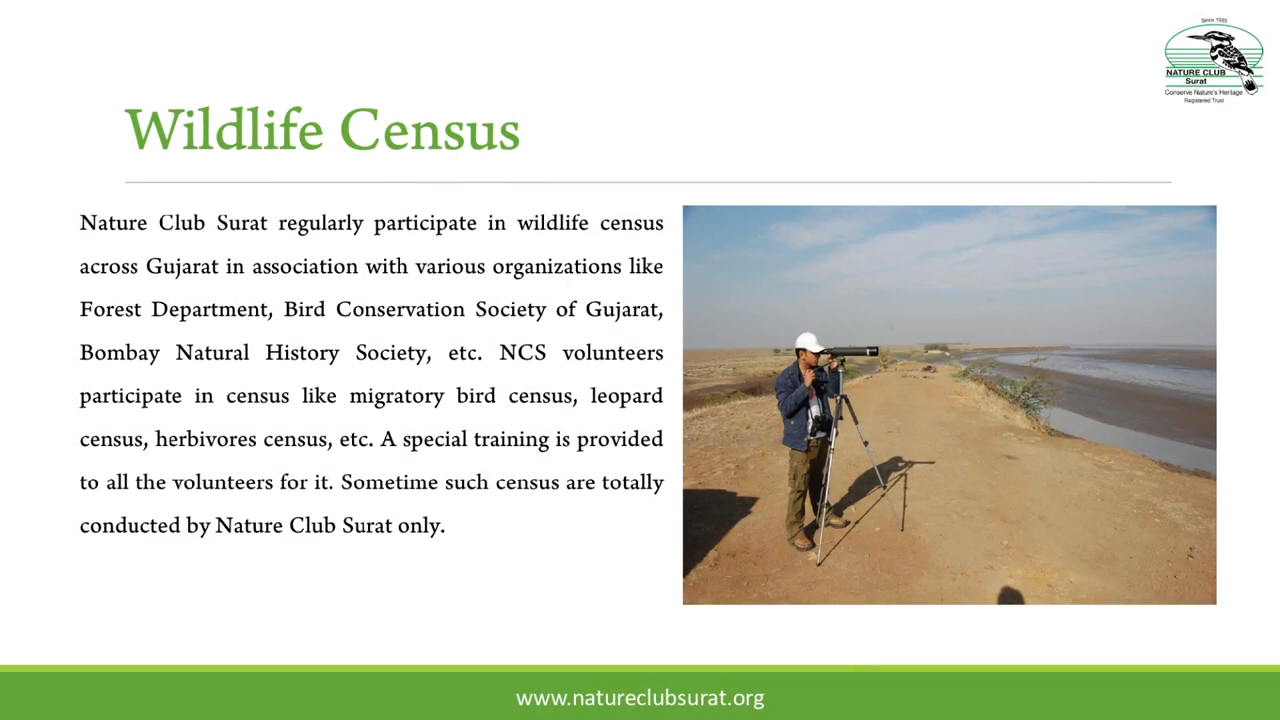 Since 1985
NATURE CLUB
Surat
Conserve Nature's Heritage
Registered Trust
Wildlife Census
Nature Club Surat regularly participate in wildlife census
across Gujarat in association with various organizations like
Forest Department, Bird Conservation Society of Gujarat,
Bombay Natural History Society, etc. NCS volunteers
participate in census like migratory bird census, leopard
census, herbivores census, etc. A special training is provided
to all the volunteers for it. Sometime such census are totally
conducted by Nature Club Surat only.
www.natureclubsurat.org